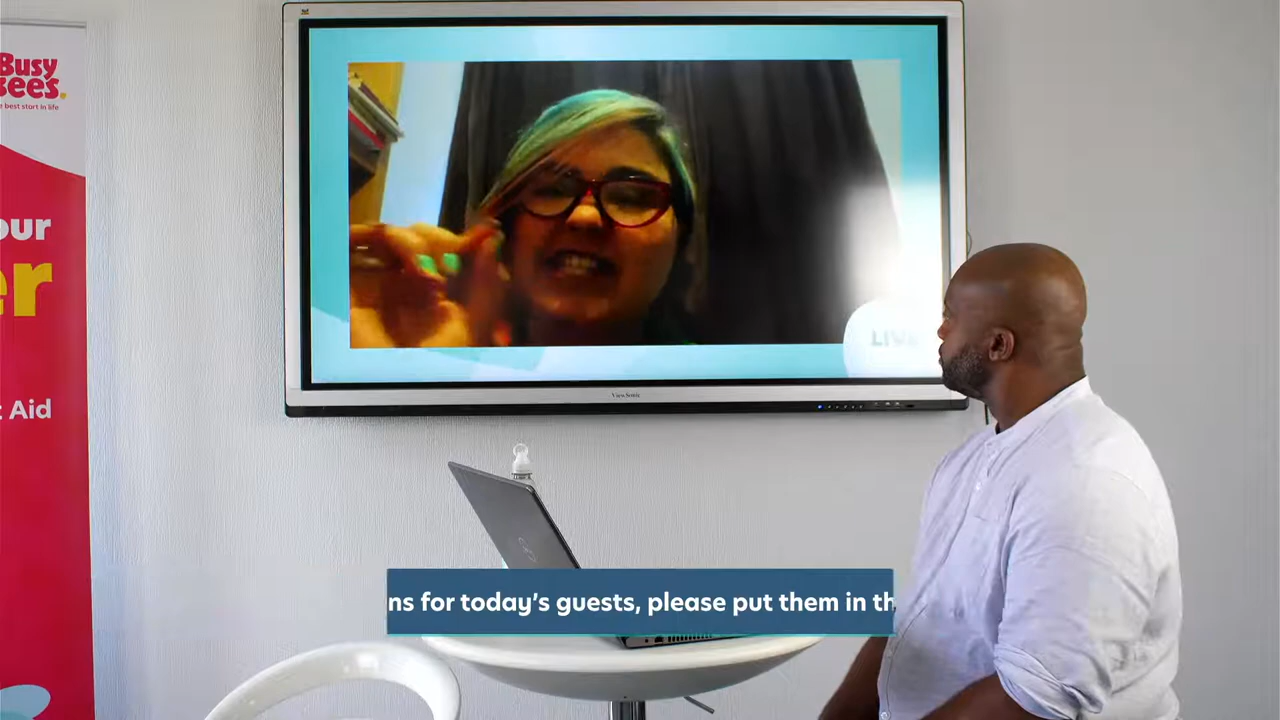 Busy
Bees.
best start in life
our
er
Aid
LIVE
ViewSonic
ns for today's guests, please put them in th